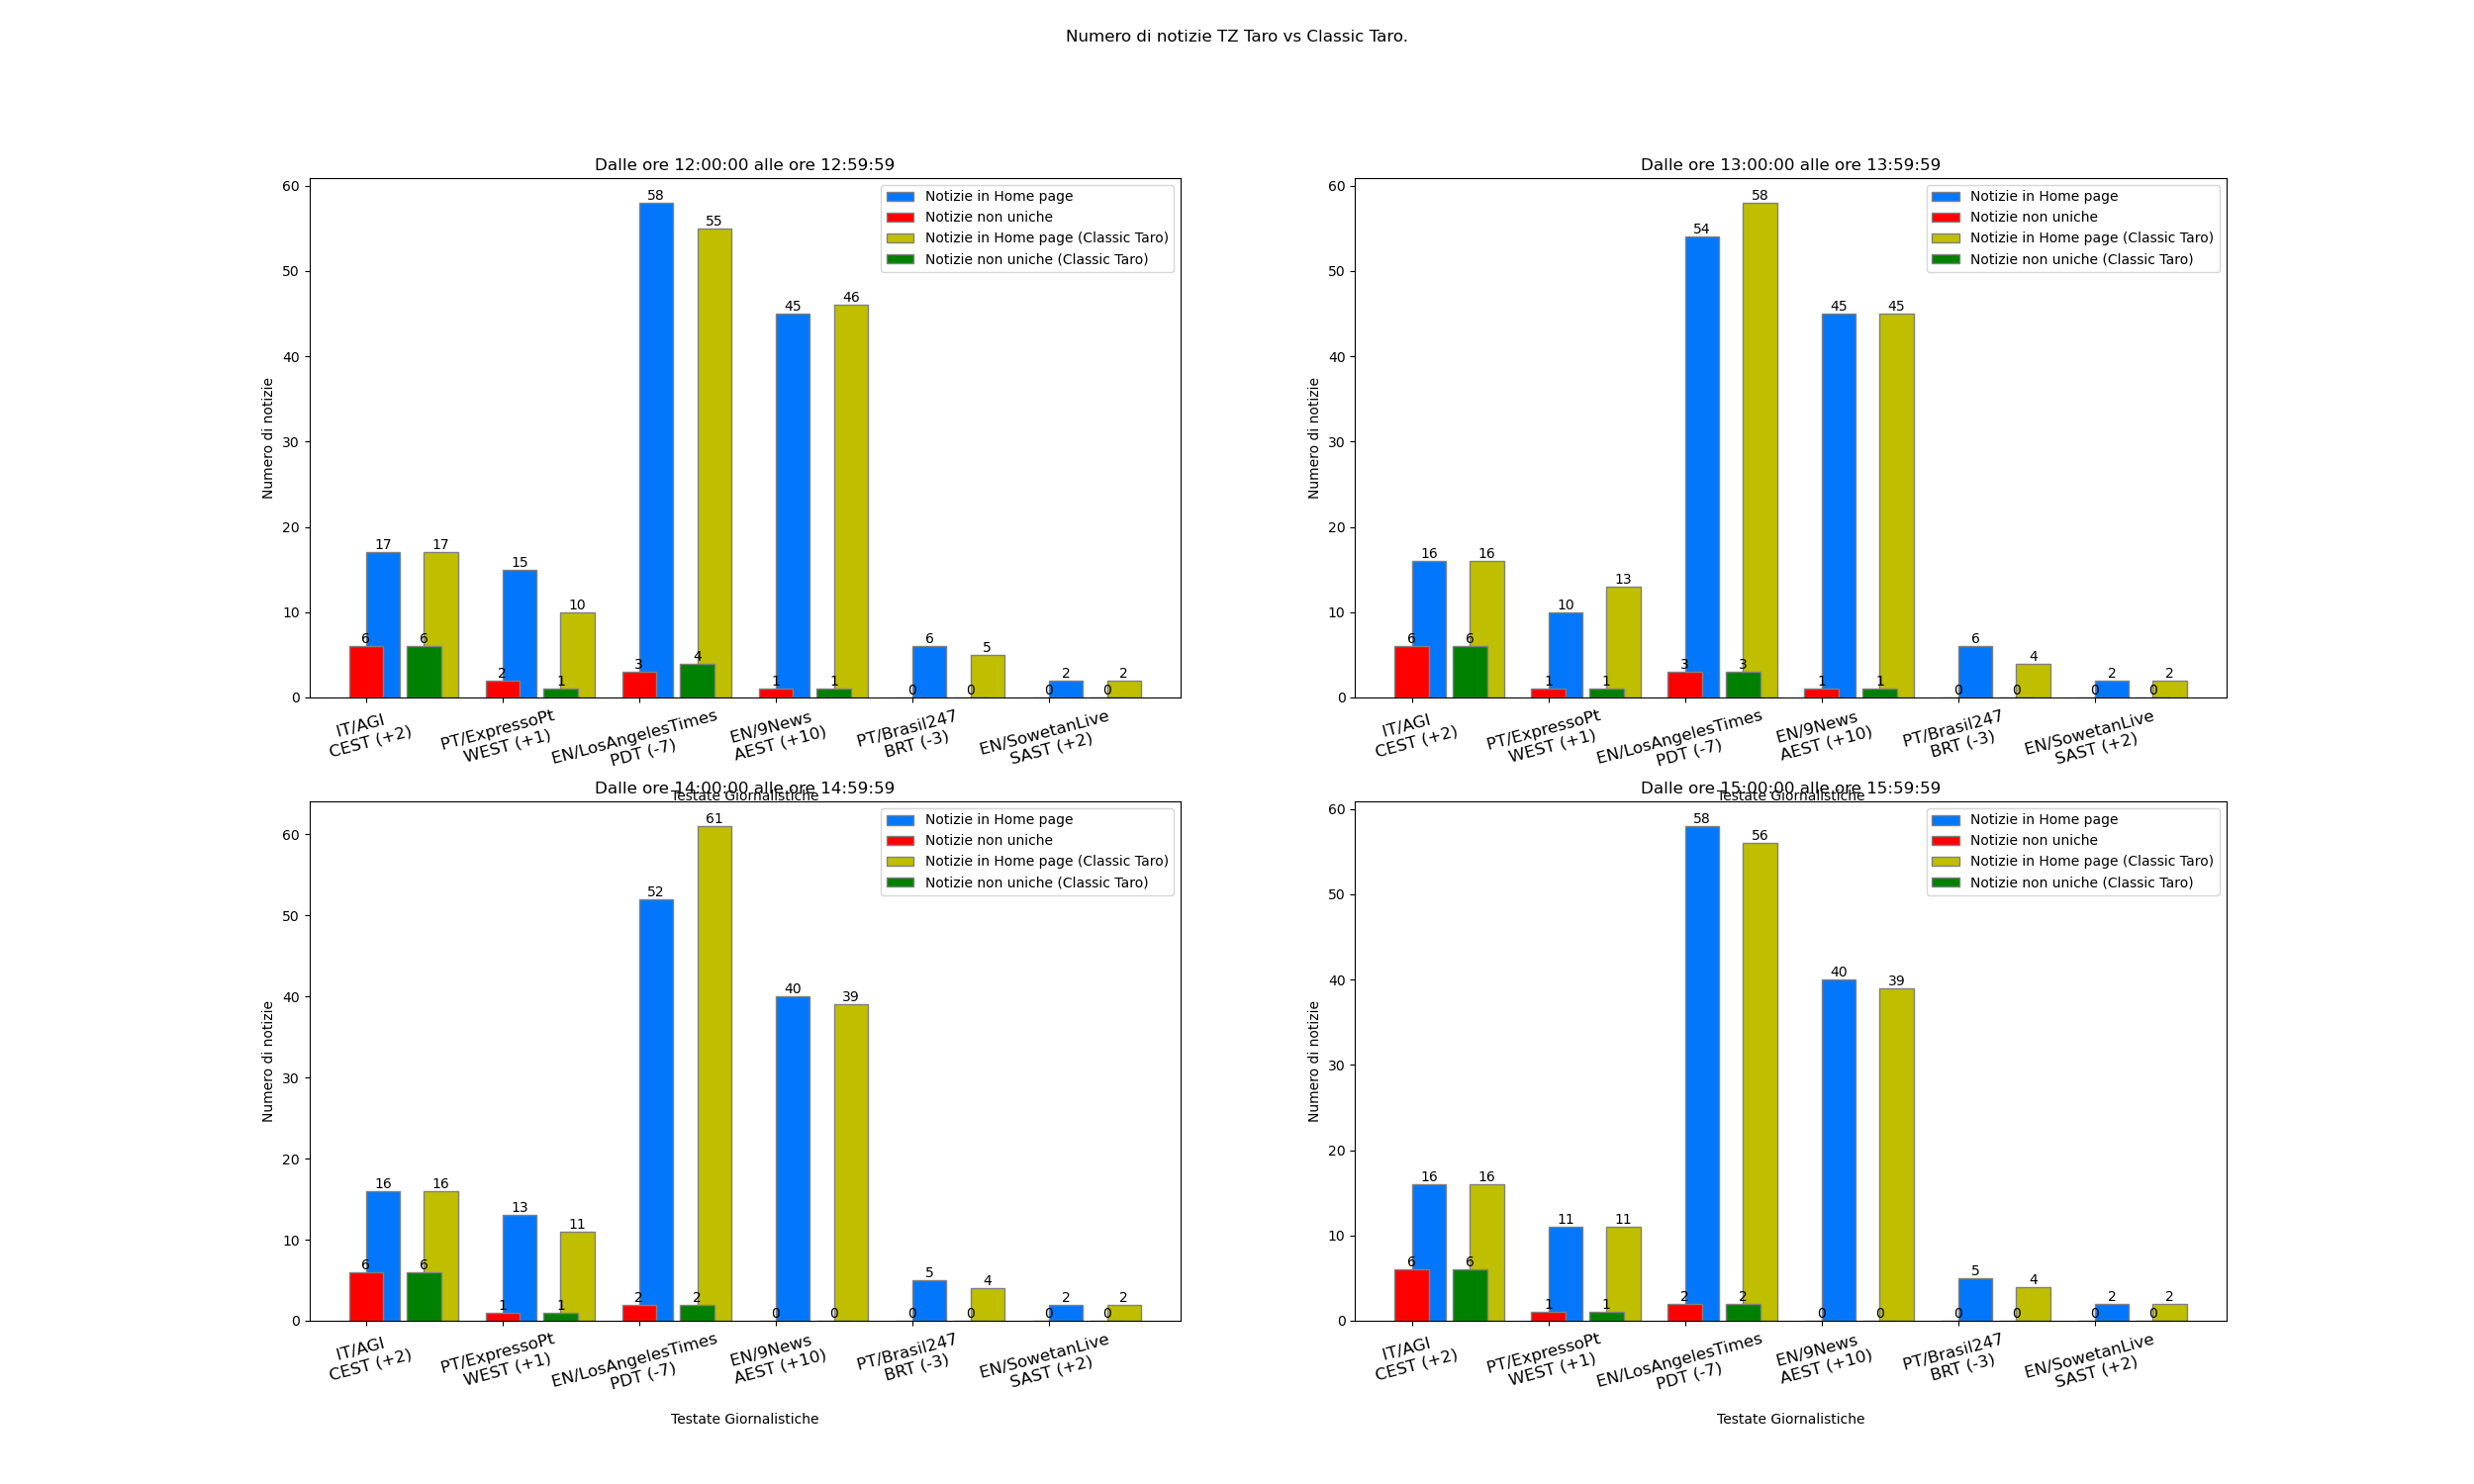 Numero di notizie TZ Taro vs Classic Taro.
Dalle ore 12:00:00 alle ore 12:59:59
Numero di notizie
60
50
40
30
20
10
0
Notizie in Home page
Notizie non uniche
Notizie in Home page (Classic Taro)
Notizie non uniche (Classic Taro)
6 17 6 17
2 15 1 10
3 58 4 55
1 45 1 46
0 6 0 5
0 2 0 2
IT/AGI
CEST (+2)
PT/ExpressoPt
WEST (+1)
EN/LosAngelesTimes
PDT (-7)
EN/9News
AEST (+10)
PT/Brasil247
BRT (-3)
EN/SowetanLive
SAST (+2)
Testate Giornalistiche
Dalle ore 13:00:00 alle ore 13:59:59
Numero di notizie
60
50
40
30
20
10
0
Notizie in Home page
Notizie non uniche
Notizie in Home page (Classic Taro)
Notizie non uniche (Classic Taro)
6 16 6 16
1 10 1 13
3 54 3 58
1 45 1 45
0 6 0 4
0 2 0 2
IT/AGI
CEST (+2)
PT/ExpressoPt
WEST (+1)
EN/LosAngelesTimes
PDT (-7)
EN/9News
AEST (+10)
PT/Brasil247
BRT (-3)
EN/SowetanLive
SAST (+2)
Testate Giornalistiche
Dalle ore 14:00:00 alle ore 14:59:59
Numero di notizie
60
50
40
30
20
10
0
Notizie in Home page
Notizie non uniche
Notizie in Home page (Classic Taro)
Notizie non uniche (Classic Taro)
6 16 6 16
1 13 1 11
2 52 2 61
0 40 0 39
0 5 0 4
0 2 0 2
IT/AGI
CEST (+2)
PT/ExpressoPt
WEST (+1)
EN/LosAngelesTimes
PDT (-7)
EN/9News
AEST (+10)
PT/Brasil247
BRT (-3)
EN/SowetanLive
SAST (+2)
Testate Giornalistiche
Dalle ore 15:00:00 alle ore 15:59:59
Numero di notizie
60
50
40
30
20
10
0
Notizie in Home page
Notizie non uniche
Notizie in Home page (Classic Taro)
Notizie non uniche (Classic Taro)
6 16 6 16
1 11 1 11
2 58 2 56
0 40 0 39
0 5 0 4
0 2 0 2
IT/AGI
CEST (+2)
PT/ExpressoPt
WEST (+1)
EN/LosAngelesTimes
PDT (-7)
EN/9News
AEST (+10)
PT/Brasil247
BRT (-3)
EN/SowetanLive
SAST (+2)
Testate Giornalistiche